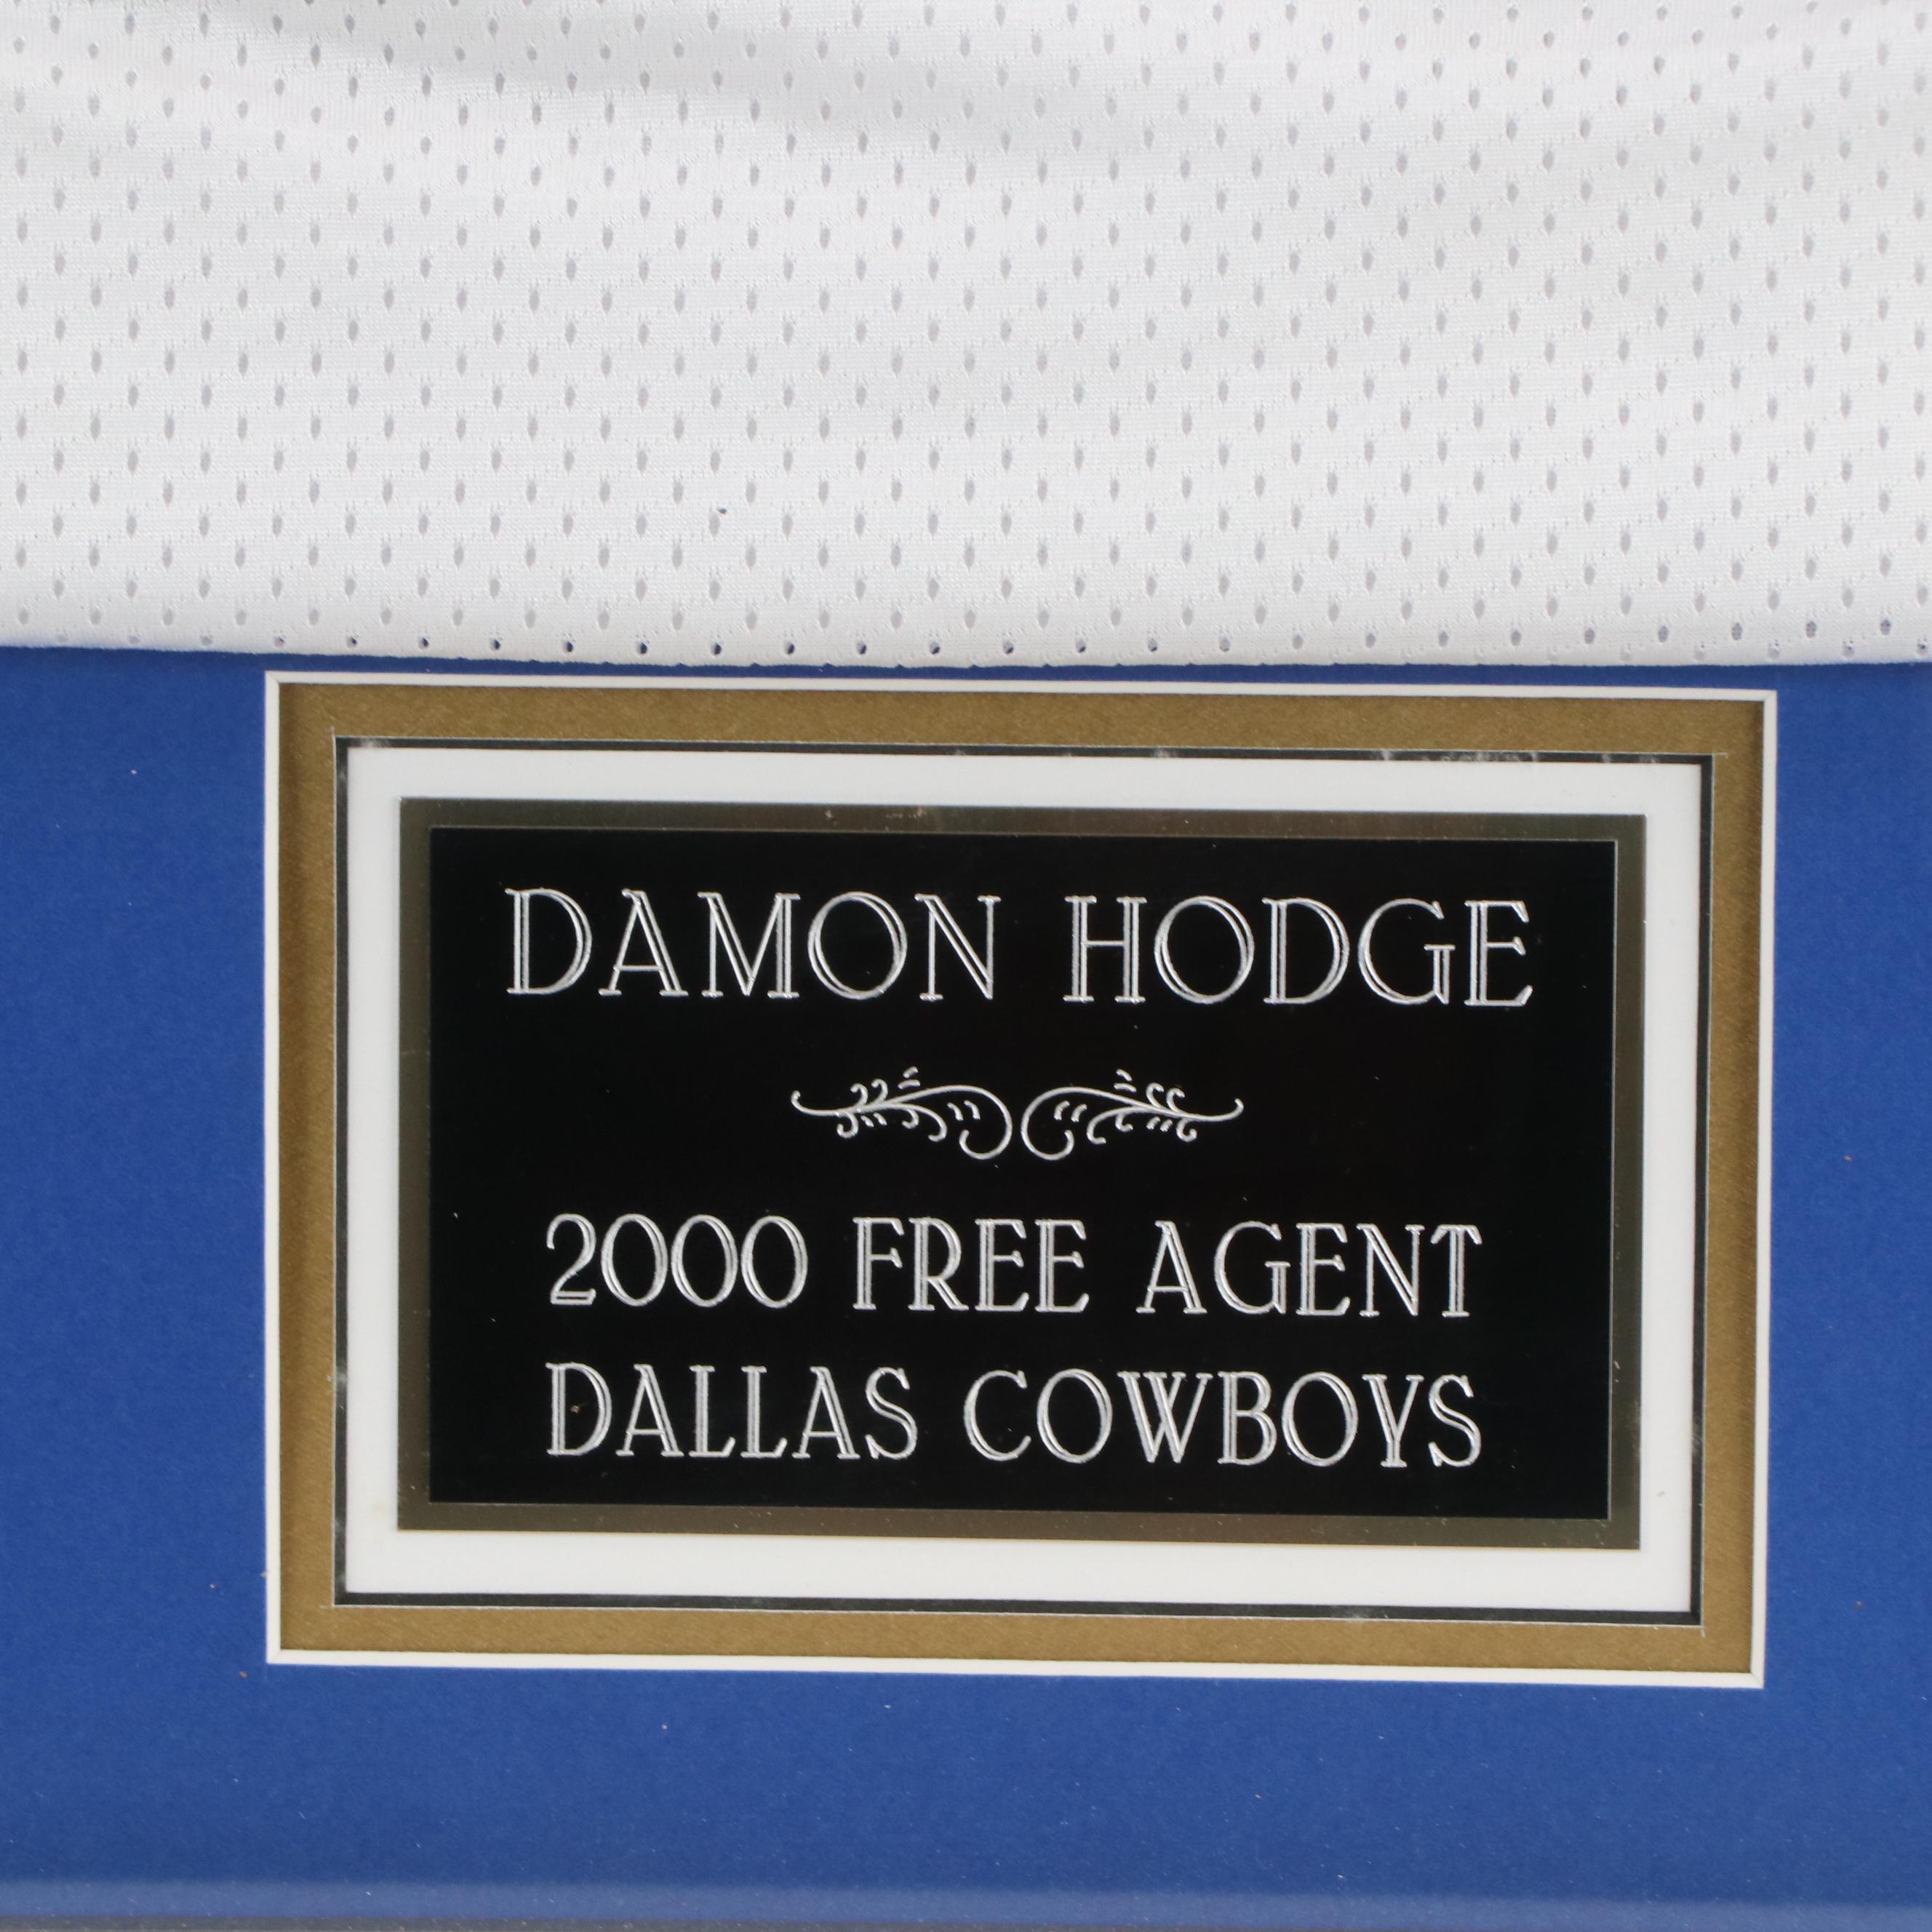 DAMON HODGE
2000 FREE AGENT
DALLAS COWBOYS